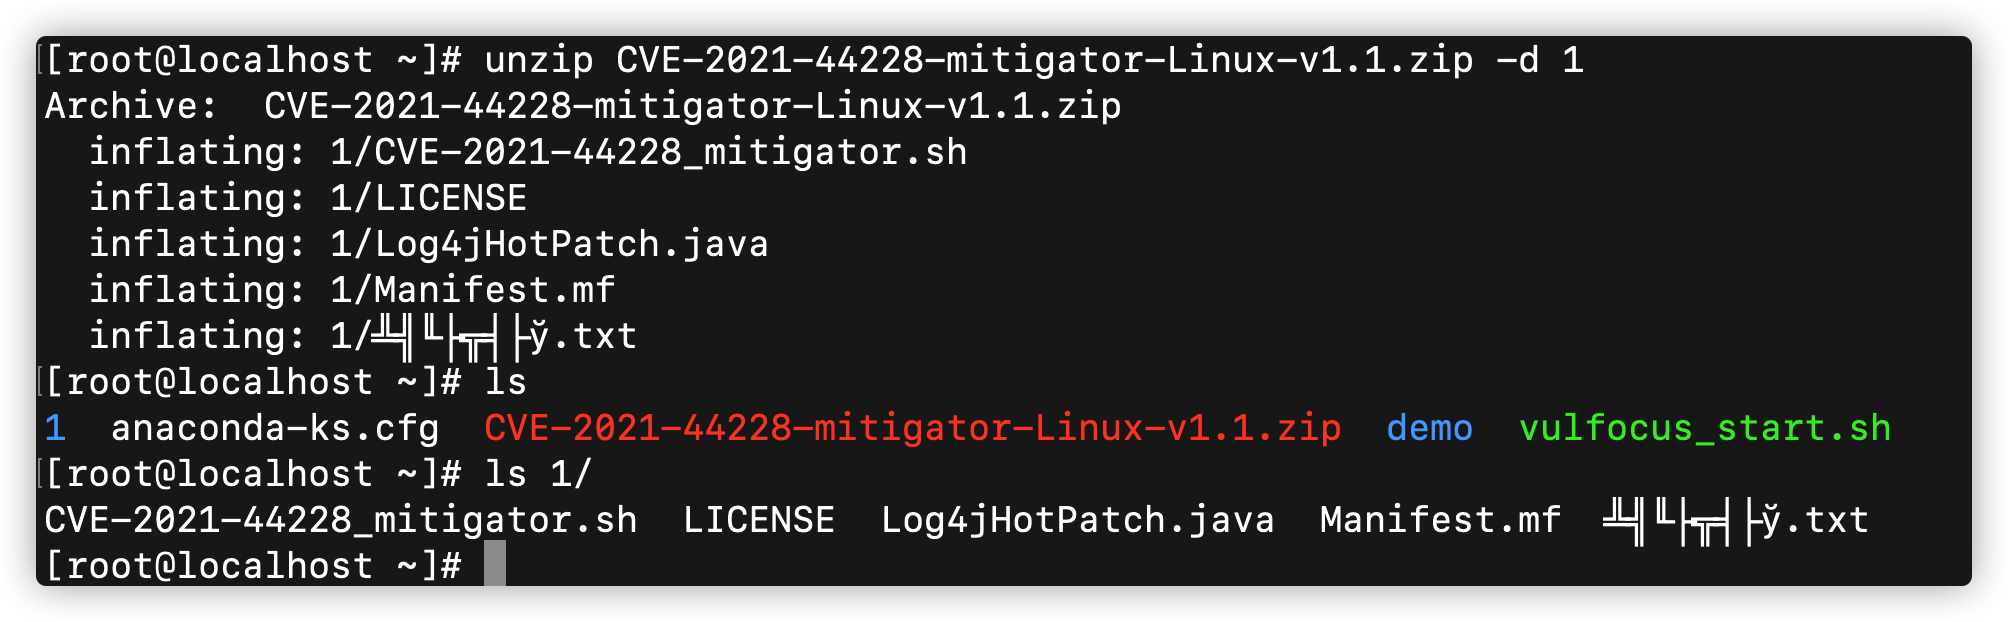 [root@localhost ~]# unzip CVE-2021-44228-mitigator-Linux-v1.1.zip -d 1
Archive:  CVE-2021-44228-mitigator-Linux-v1.1.zip
  inflating: 1/CVE-2021-44228_mitigator.sh
  inflating: 1/LICENSE
  inflating: 1/Log4jHotPatch.java
  inflating: 1/Manifest.mf
  inflating: 1/╩╣╙├╦╡├ў.txt
[root@localhost ~]# ls
1  anaconda-ks.cfg  CVE-2021-44228-mitigator-Linux-v1.1.zip  demo  vulfocus_start.sh
[root@localhost ~]# ls 1/
CVE-2021-44228_mitigator.sh  LICENSE  Log4jHotPatch.java  Manifest.mf  ╩╣╙├╦╡├ў.txt
[root@localhost ~]#